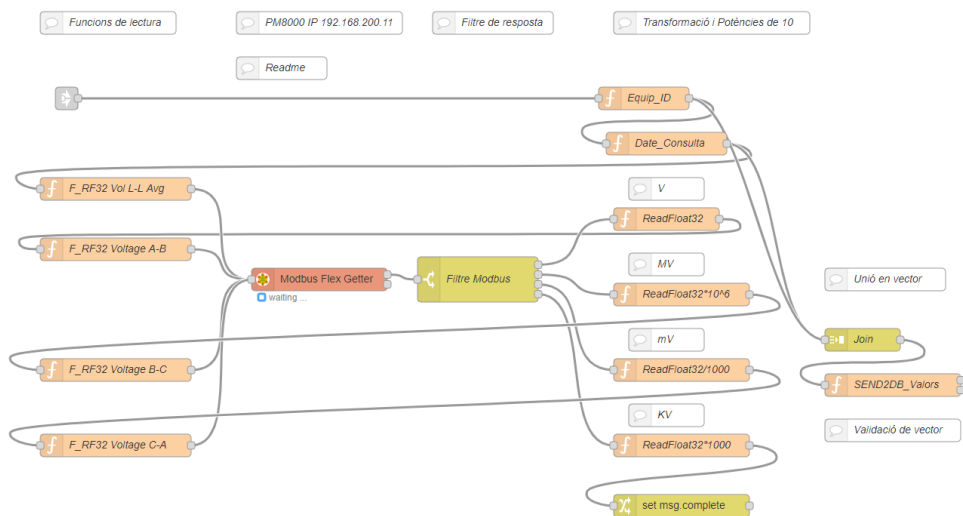 Funcions de lectura
PM8000 IP 192.168.200.11
Filtre de resposta
Transformació i Potències de 10
Readme
Equip_ID
Date_Consulta
F_RF32 Vol L-L Avg
V
ReadFloat32
F_RF32 Voltage A-B
MV
Modbus Flex Getter
Filtre Modbus
Unió en vector
waiting ...
ReadFloat32*10^6
mV
Join
F_RF32 Voltage B-C
ReadFloat32/1000
SEND2DB_Valors
KV
Validació de vector
F_RF32 Voltage C-A
ReadFloat32*1000
set msg.complete